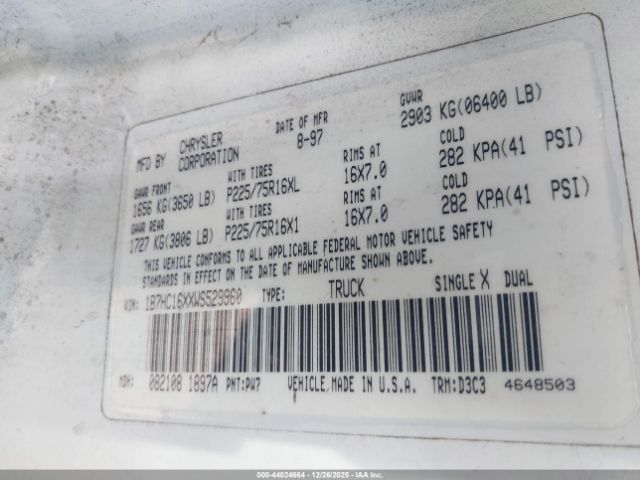 MFD BY CHRYSLER CORPORATION DATE OF MFR 8-97 GVWR 2903 KG(06400 LB)
GAWR FRONT WITH TIRES RIMS AT COLD
1656 KG(3650 LB) P225/75R16XL 16X7.0 282 KPA(41 PSI)
GAWR REAR WITH TIRES RIMS AT COLD
1727 KG(3806 LB) P225/75R16X1 16X7.0 282 KPA(41 PSI)
THIS VEHICLE CONFORMS TO ALL APPLICABLE FEDERAL MOTOR VEHICLE SAFETY
STANDARDS IN EFFECT ON THE DATE OF MANUFACTURE SHOWN ABOVE.
VIN: 1B7HC16XXWS529960 TYPE: TRUCK SINGLE X DUAL
MDH: 082108 1897A PNT:PW7 VEHICLE MADE IN U.S.A. TRM:D3C3 4648503
000-44024664 - 12/26/2025 - IAA Inc.